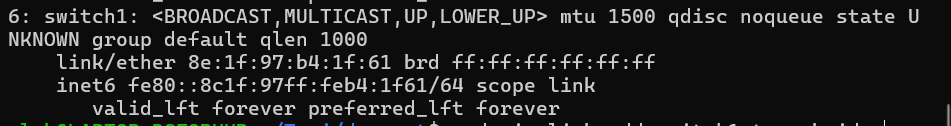 6: switch1: <BROADCAST,MULTICAST,UP,LOWER_UP> mtu 1500 qdisc noqueue state U
NKNOWN group default qlen 1000
    link/ether 8e:1f:97:b4:1f:61 brd ff:ff:ff:ff:ff:ff
    inet6 fe80::8c1f:97ff:feb4:1f61/64 scope link
       valid_lft forever preferred_lft forever